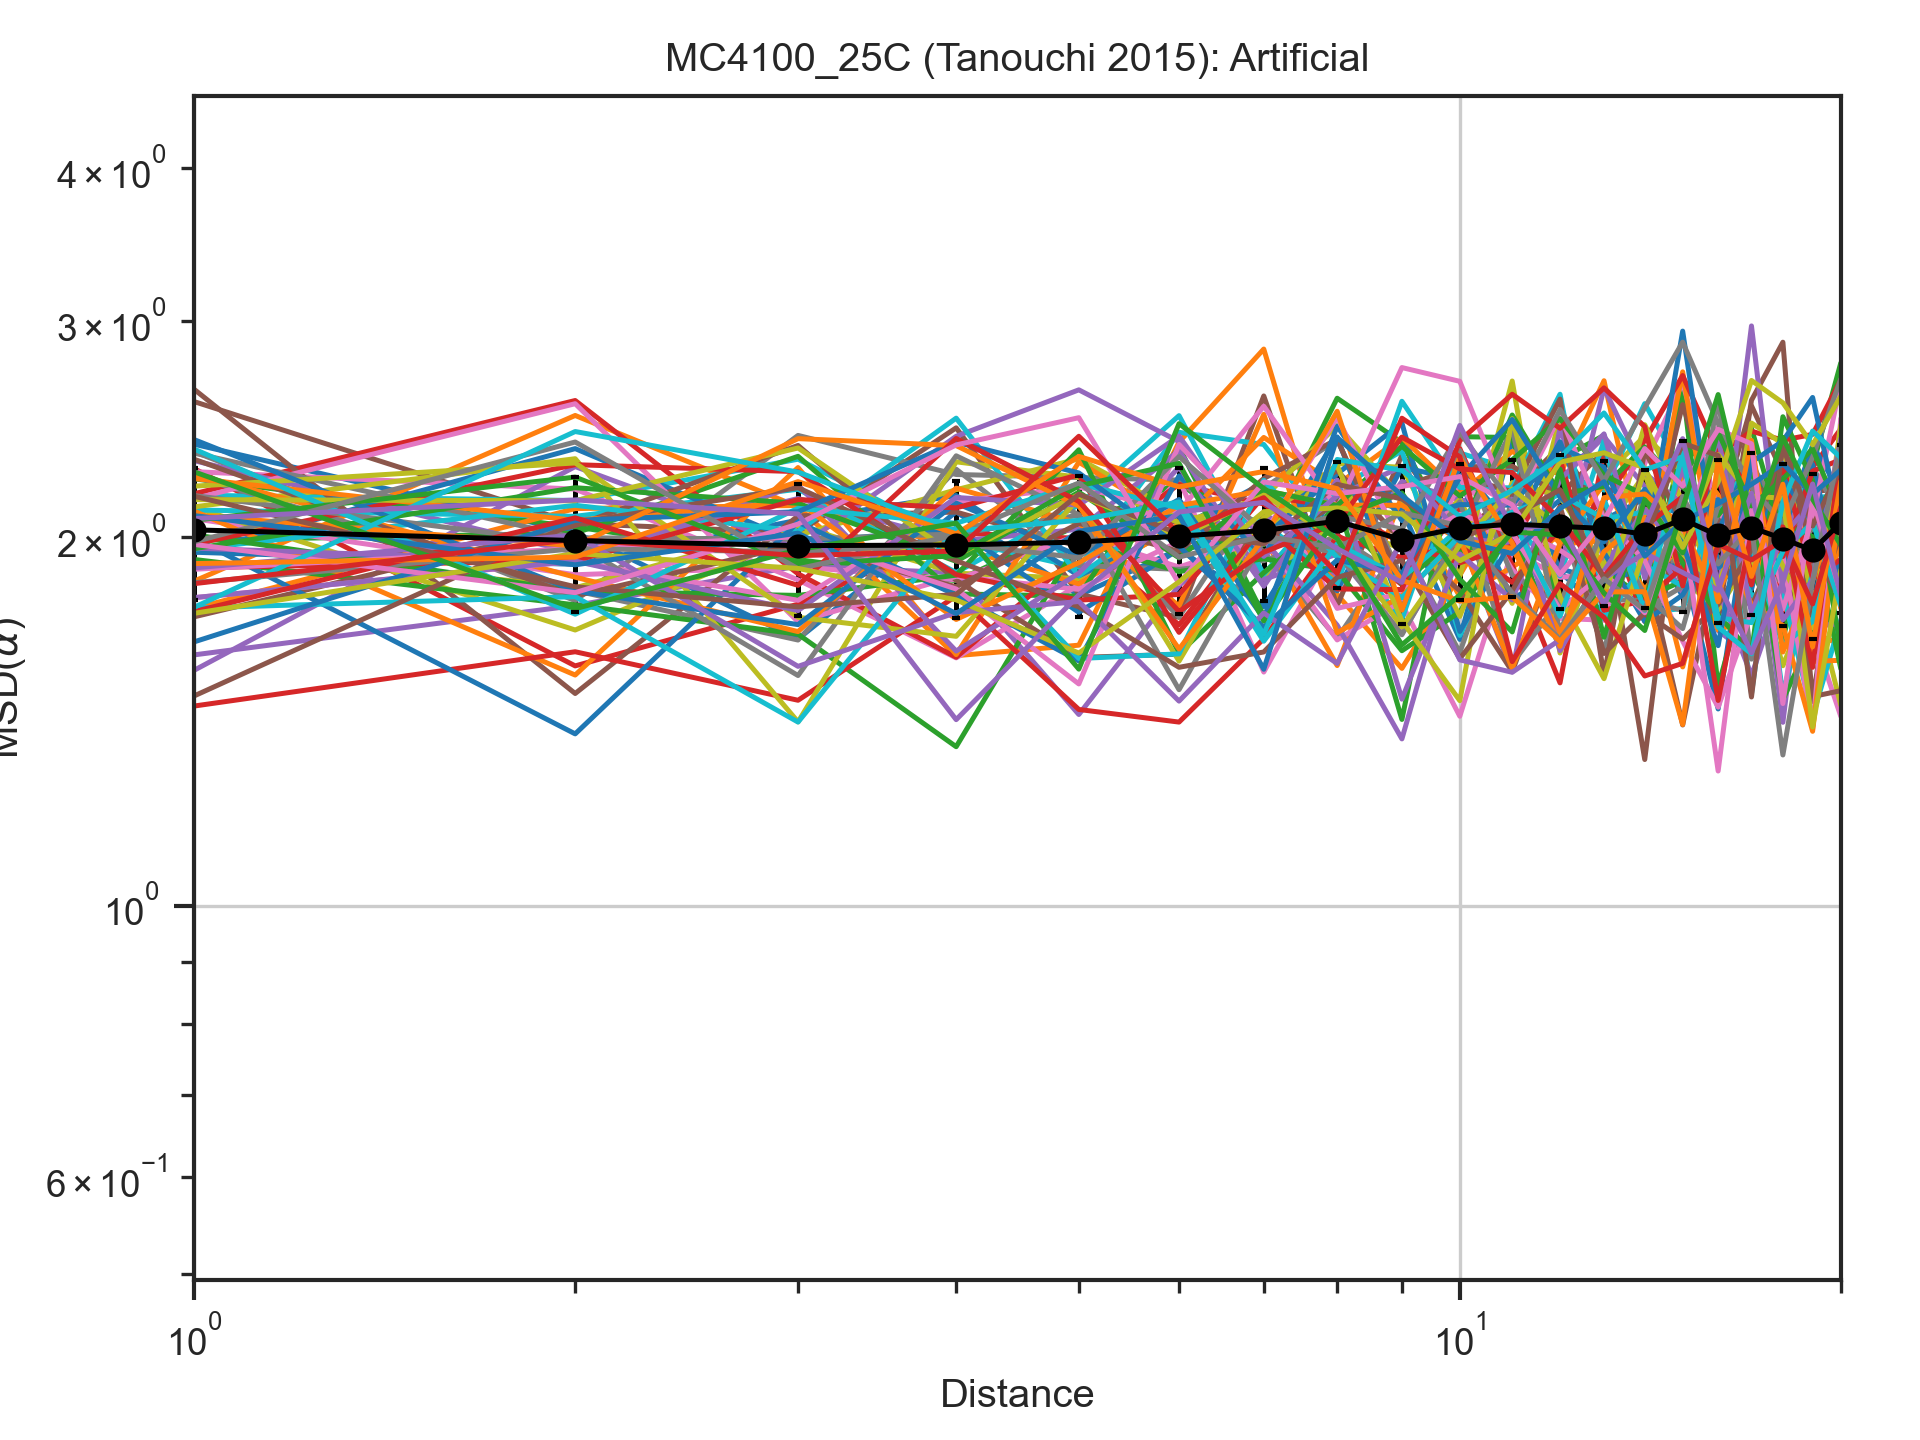 MC4100_25C (Tanouchi 2015): Artificial
4 × 10⁰
3 × 10⁰
2 × 10⁰
MSD(α)
10⁰
6 × 10⁻¹
10⁰
10¹
Distance